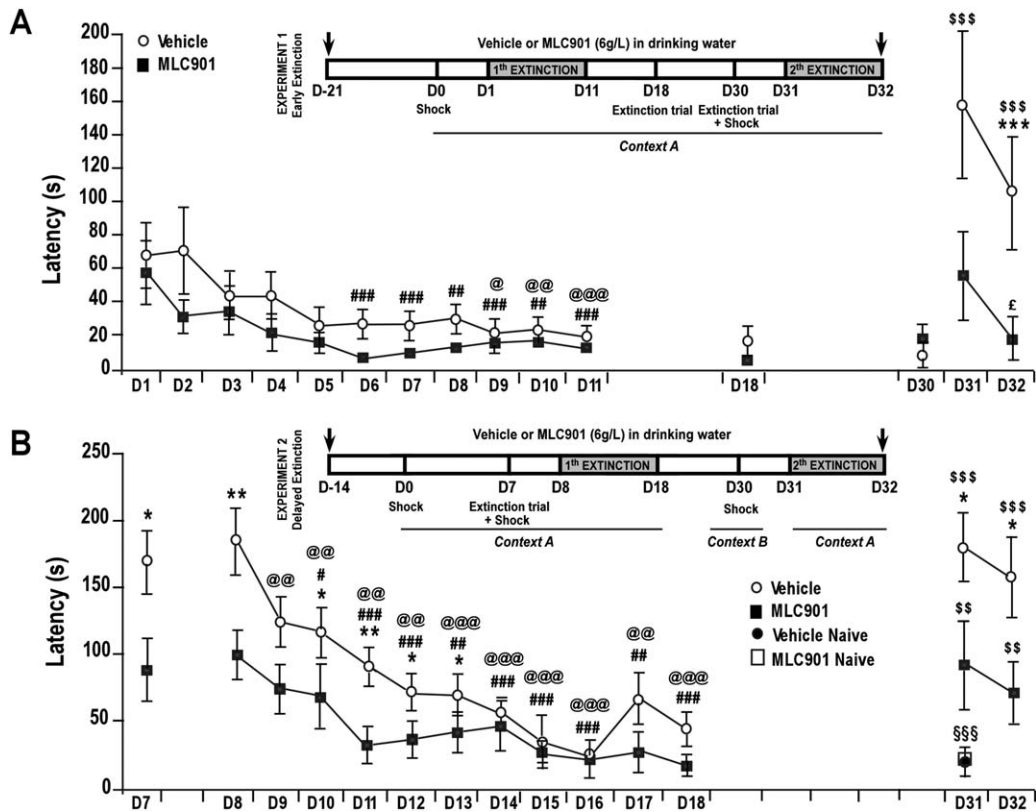 A
Vehicle
MLC901
EXPERIMENT 1
Early Extinction
Vehicle or MLC901 (6g/L) in drinking water
1th EXTINCTION
2th EXTINCTION
D-21 D0 D1 D11 D18 D30 D31 D32
Shock Extinction trial Extinction trial
+ Shock
Context A
Latency (s)
200
180
160
140
120
100
80
60
40
20
0
$$$
$$$
***
£
###
###
##
@
###
@@
##
@@@
###
D1 D2 D3 D4 D5 D6 D7 D8 D9 D10 D11 D18 D30 D31 D32
B
EXPERIMENT 2
Delayed Extinction
Vehicle or MLC901 (6g/L) in drinking water
1th EXTINCTION
2th EXTINCTION
D-14 D0 D7 D8 D18 D30 D31 D32
Shock Extinction trial Shock
+ Shock
Context A Context B Context A
Vehicle
MLC901
Vehicle Naive
MLC901 Naive
Latency (s)
250
200
150
100
50
0
*
**
@@
@@
#
*
@@
###
**
@@
###
*
@@@
##
*
@@@
###
@@@
###
@@@
###
@@
##
@@@
###
$$$
*
$$$
*
$$
$$
§§§
D7 D8 D9 D10 D11 D12 D13 D14 D15 D16 D17 D18 D31 D32